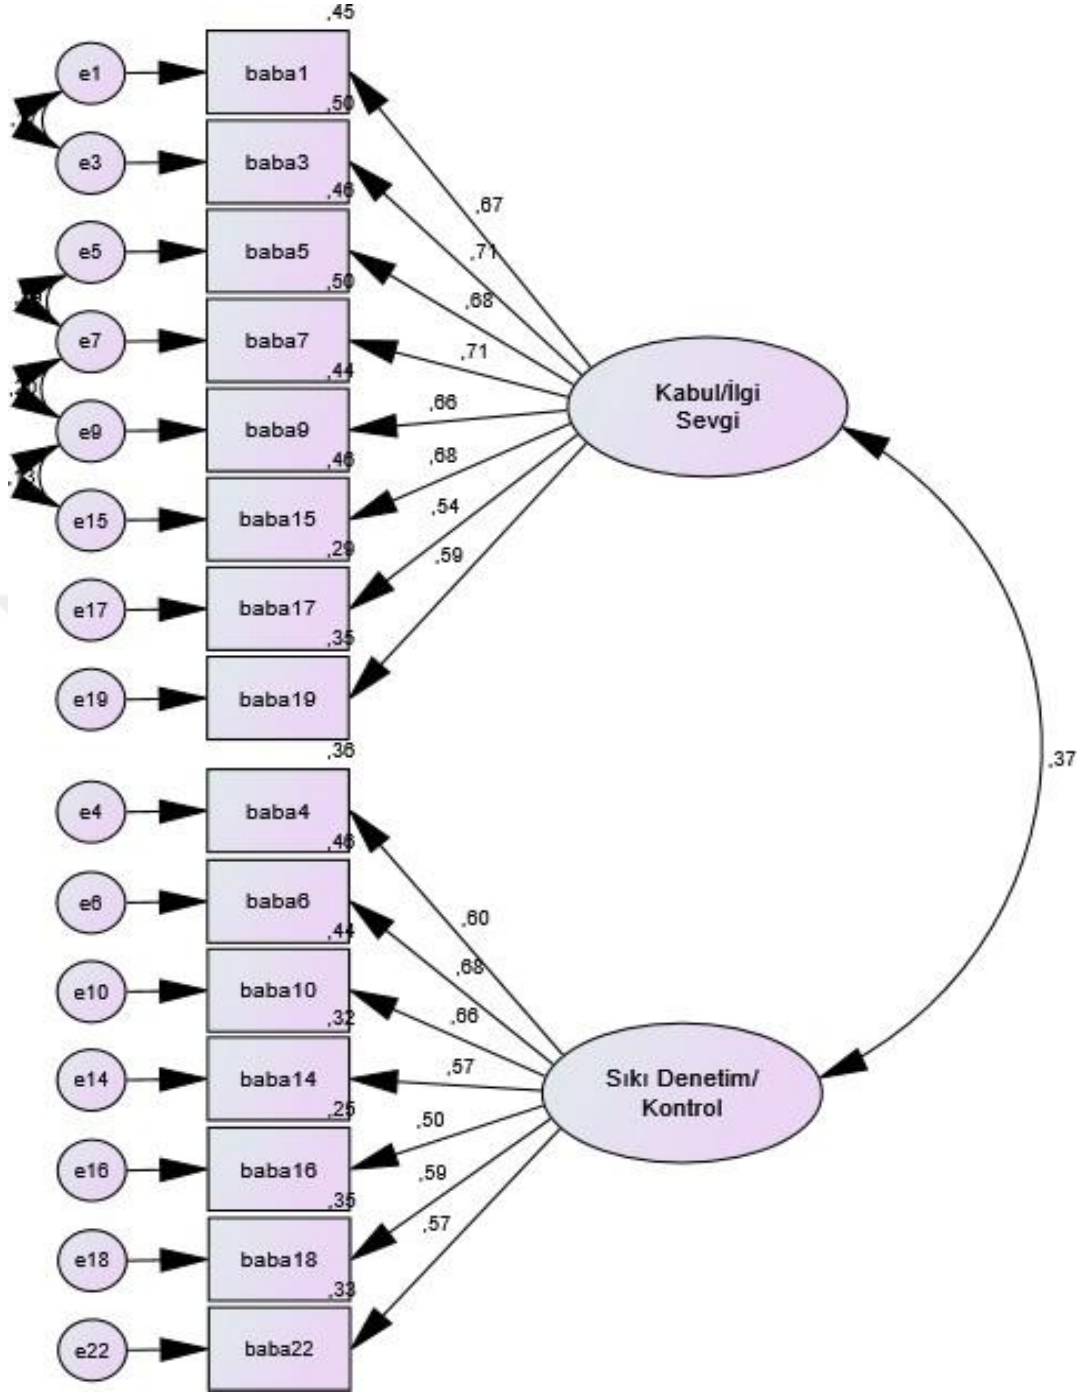 ,45
e1
baba1
,50
e3
baba3
,67
,46
,71
e5
baba5
,50
,68
e7
baba7
,71
,44
Kabul/İlgi
Sevgi
,66
e9
baba9
,46
,68
e15
baba15
,54
,29
,59
e17
baba17
,35
e19
baba19
,36
,37
e4
baba4
,46
e6
baba6
,60
,44
,68
e10
baba10
,32
,66
e14
baba14
,57
Sıkı Denetim/
Kontrol
,25
,50
e16
baba16
,35
,59
,57
e18
baba18
,33
e22
baba22